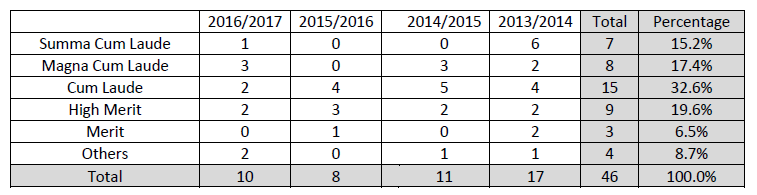 2016/2017 2015/2016 2014/2015 2013/2014 Total Percentage
Summa Cum Laude 1 0 0 6 7 15.2%
Magna Cum Laude 3 0 3 2 8 17.4%
Cum Laude 2 4 5 4 15 32.6%
High Merit 2 3 2 2 9 19.6%
Merit 0 1 0 2 3 6.5%
Others 2 0 1 1 4 8.7%
Total 10 8 11 17 46 100.0%